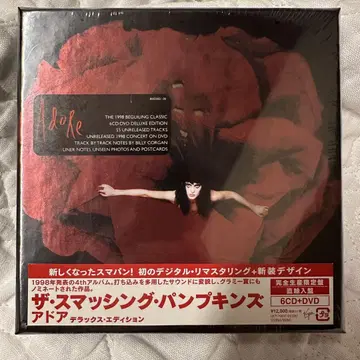 AdoRe
THE 1998 BEGUILING CLASSIC
6CD+DVD DELUXE EDITION
53 UNRELEASED TRACKS
UNRELEASED 1998 CONCERT ON DVD
TRACK BY TRACK NOTES BY BILLY CORGAN
LINER NOTES, UNSEEN PHOTOS AND POSTCARDS
新しくなったスマパン! 初のデジタル・リマスタリング+新装デザイン
1998年発表の4thアルバム。打ち込みを多用したサウンドに変貌し、グラミー賞にも
ノミネートされた作品。
ザ・スマッシング・パンプキンズ
アドア デラックス・エディション
完全生産限定盤
直輸入盤
6CD+DVD